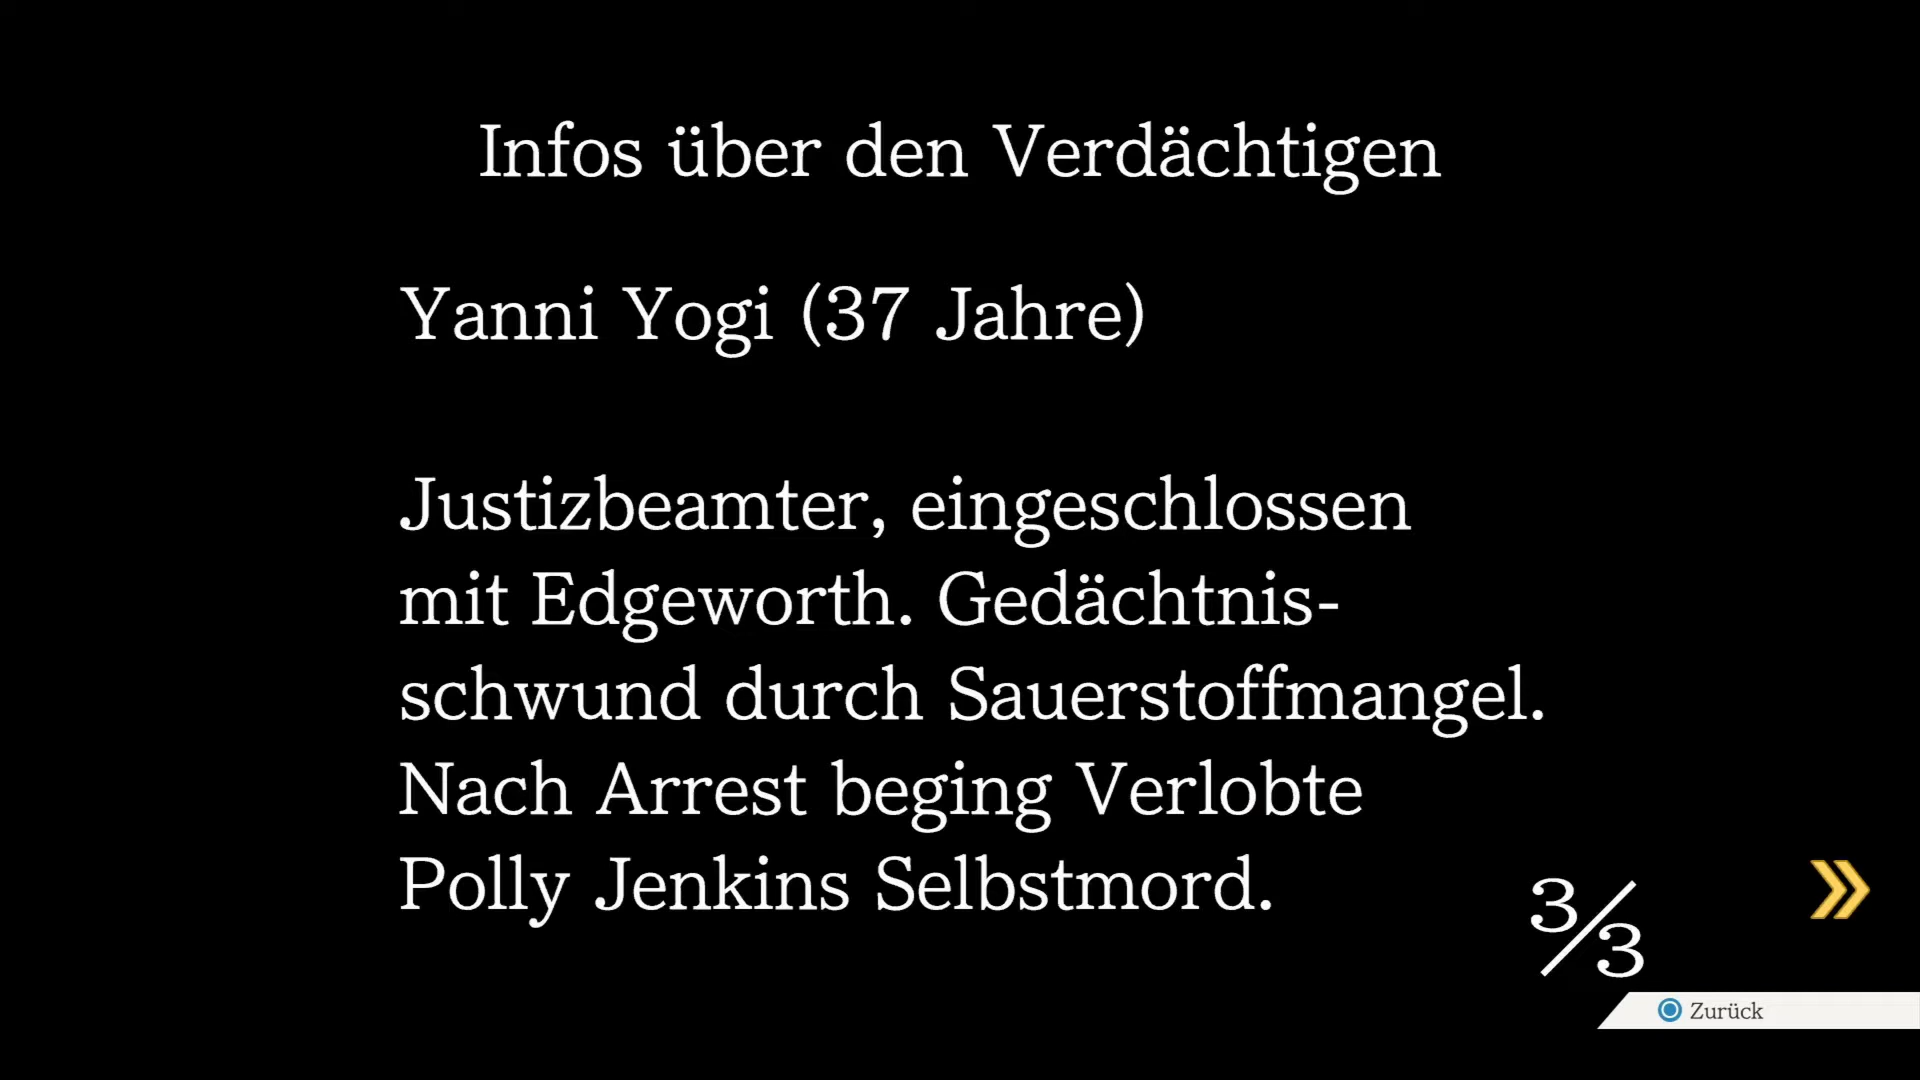 Infos über den Verdächtigen
Yanni Yogi (37 Jahre)
Justizbeamter, eingeschlossen
mit Edgeworth. Gedächtnis-
schwund durch Sauerstoffmangel.
Nach Arrest beging Verlobte
Polly Jenkins Selbstmord.
3/3
Zurück